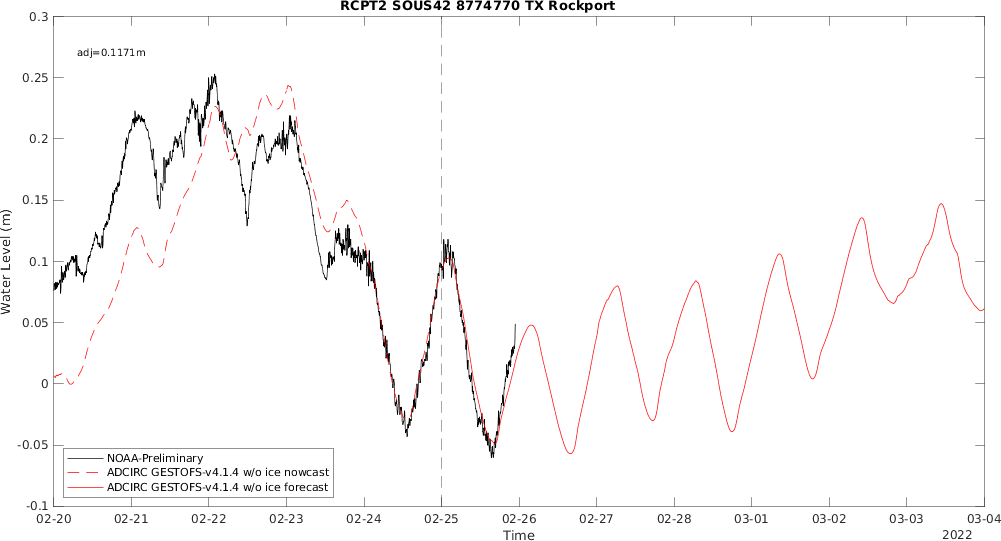 RCPT2 SOUS42 8774770 TX Rockport
adj=0.1171m
0.3
0.25
0.2
0.15
0.1
0.05
0
-0.05
-0.1
Water Level (m)
NOAA-Preliminary
ADCIRC GESTOFS-v4.1.4 w/o ice nowcast
ADCIRC GESTOFS-v4.1.4 w/o ice forecast
02-20 02-21 02-22 02-23 02-24 02-25 02-26 02-27 02-28 03-01 03-02 03-03 03-04
Time
2022